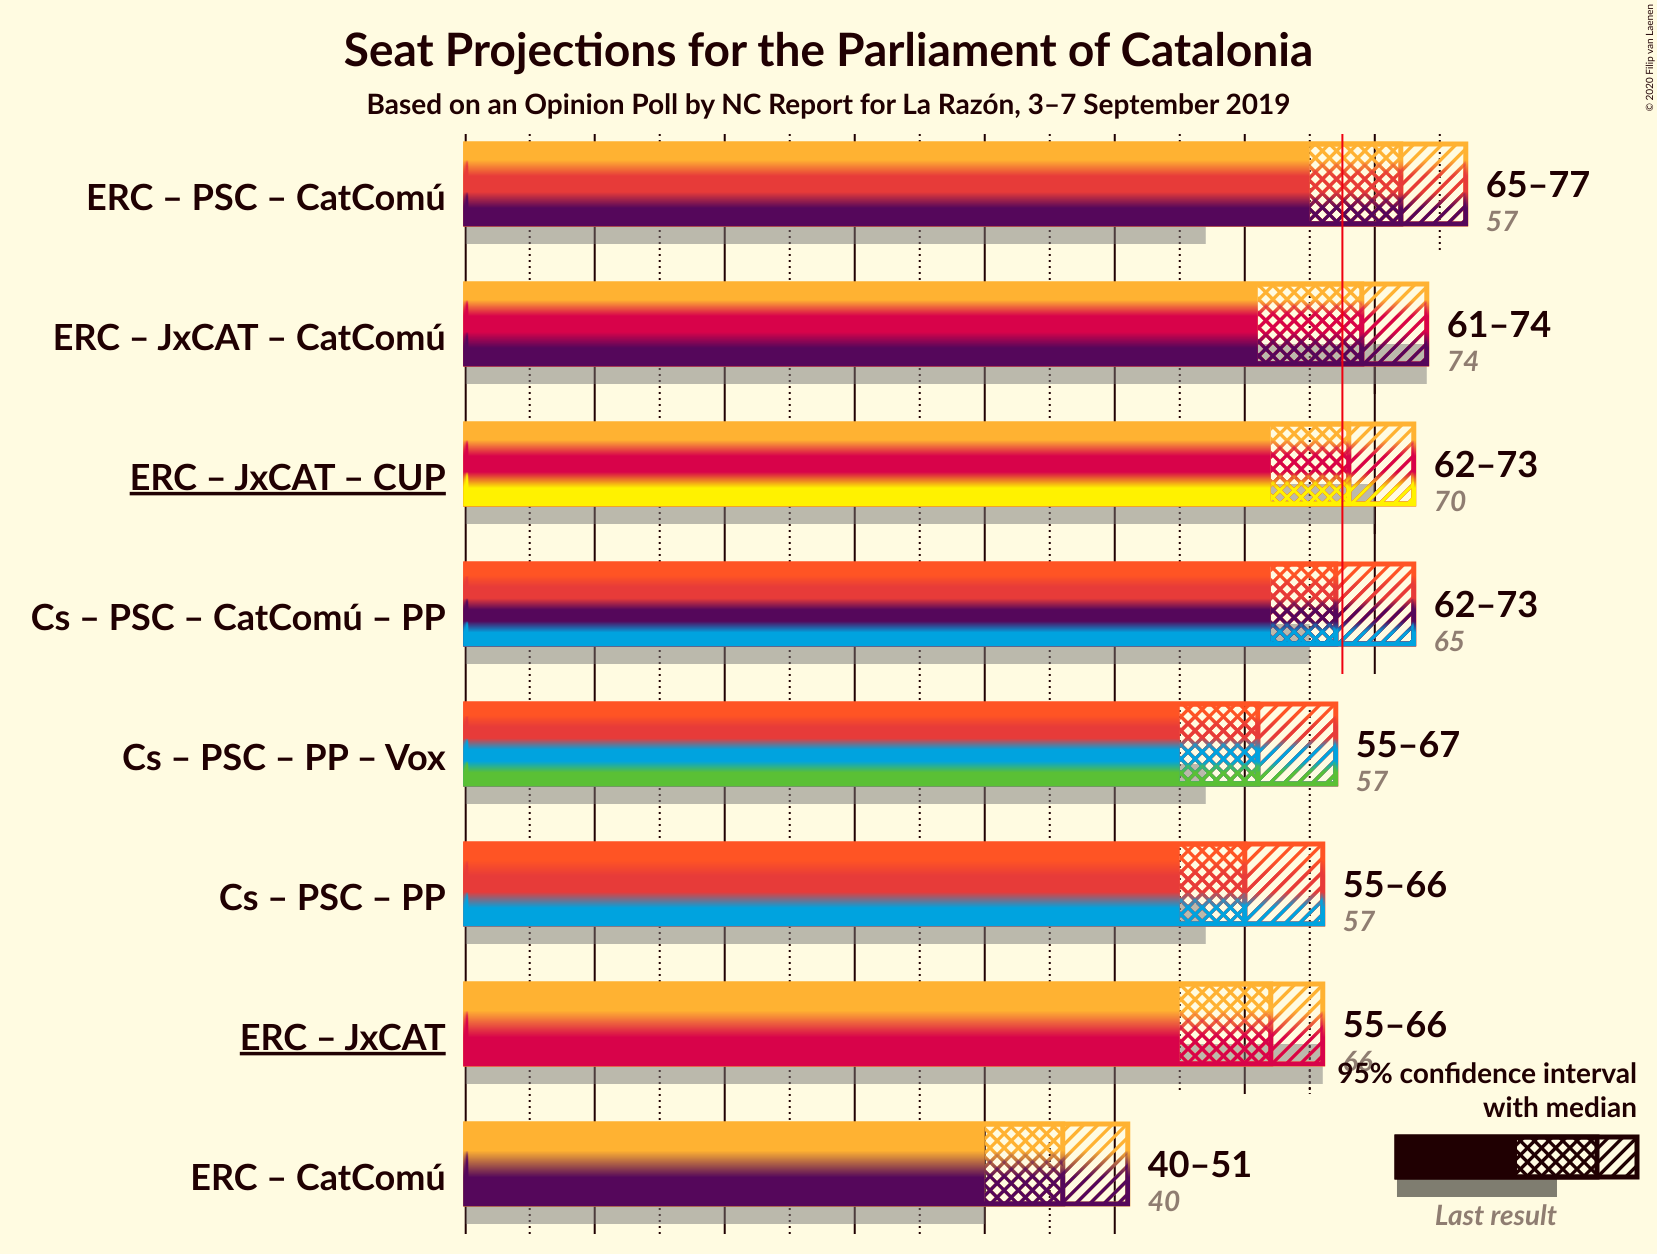 Seat Projections for the Parliament of Catalonia
Based on an Opinion Poll by NC Report for La Razón, 3–7 September 2019
© 2020 Filip van Laenen
ERC – PSC – CatComú
65–77
57
ERC – JxCAT – CatComú
61–74
74
ERC – JxCAT – CUP
62–73
70
Cs – PSC – CatComú – PP
62–73
65
Cs – PSC – PP – Vox
55–67
57
Cs – PSC – PP
55–66
57
ERC – JxCAT
55–66
66
95% confidence interval
with median
ERC – CatComú
40–51
40
Last result